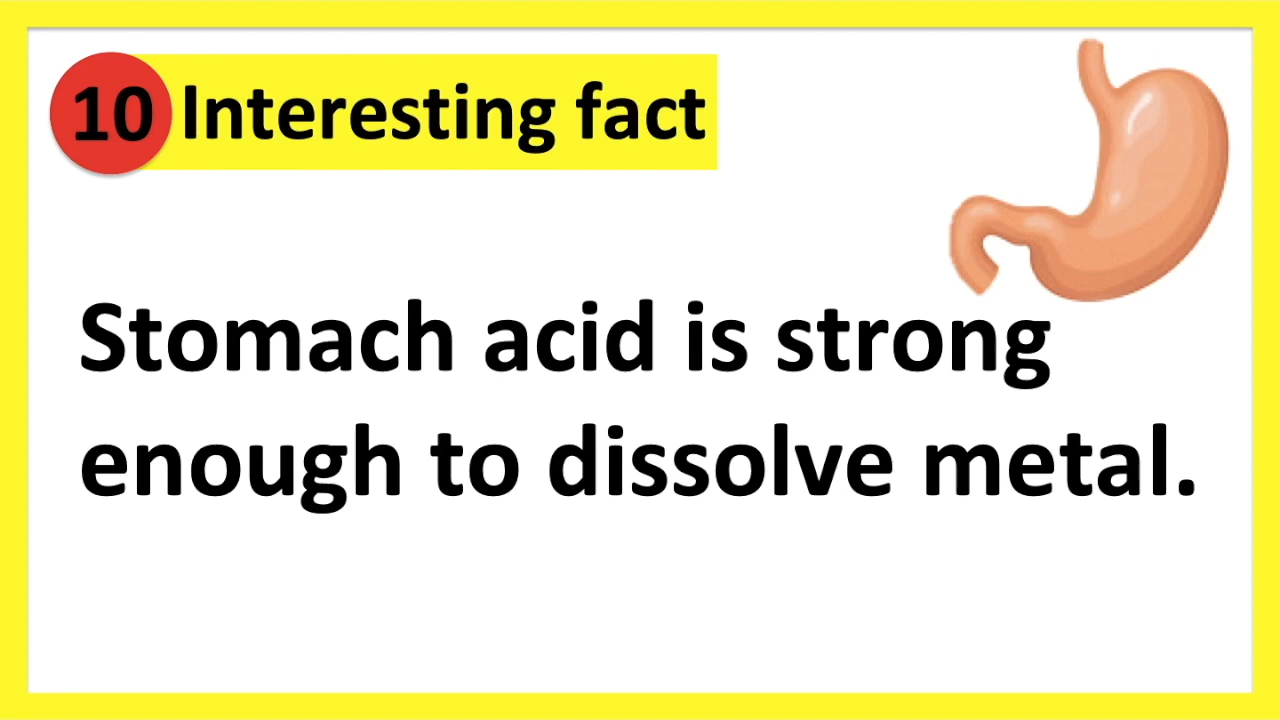 10 Interesting fact
Stomach acid is strong
enough to dissolve metal.